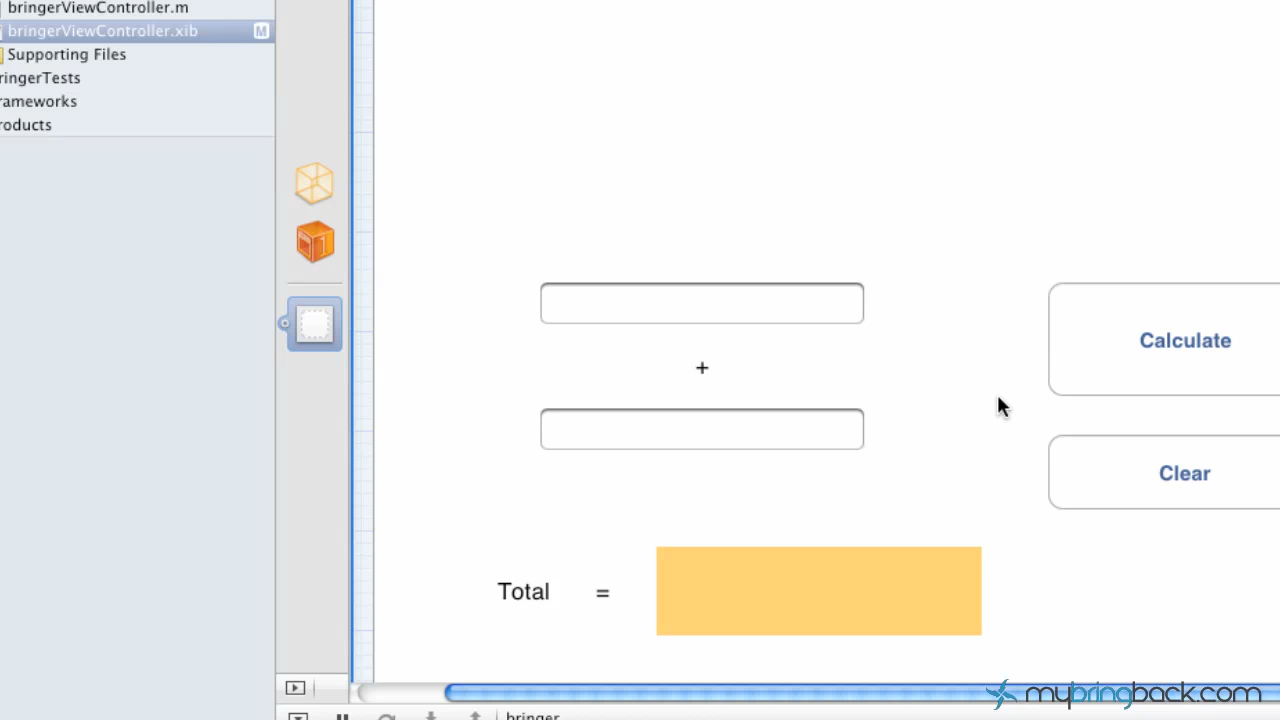 bringerViewController.m
bringerViewController.xib M
Supporting Files
ringerTests
rameworks
roducts
+
Calculate
Clear
Total =
bringer
mybringback.com